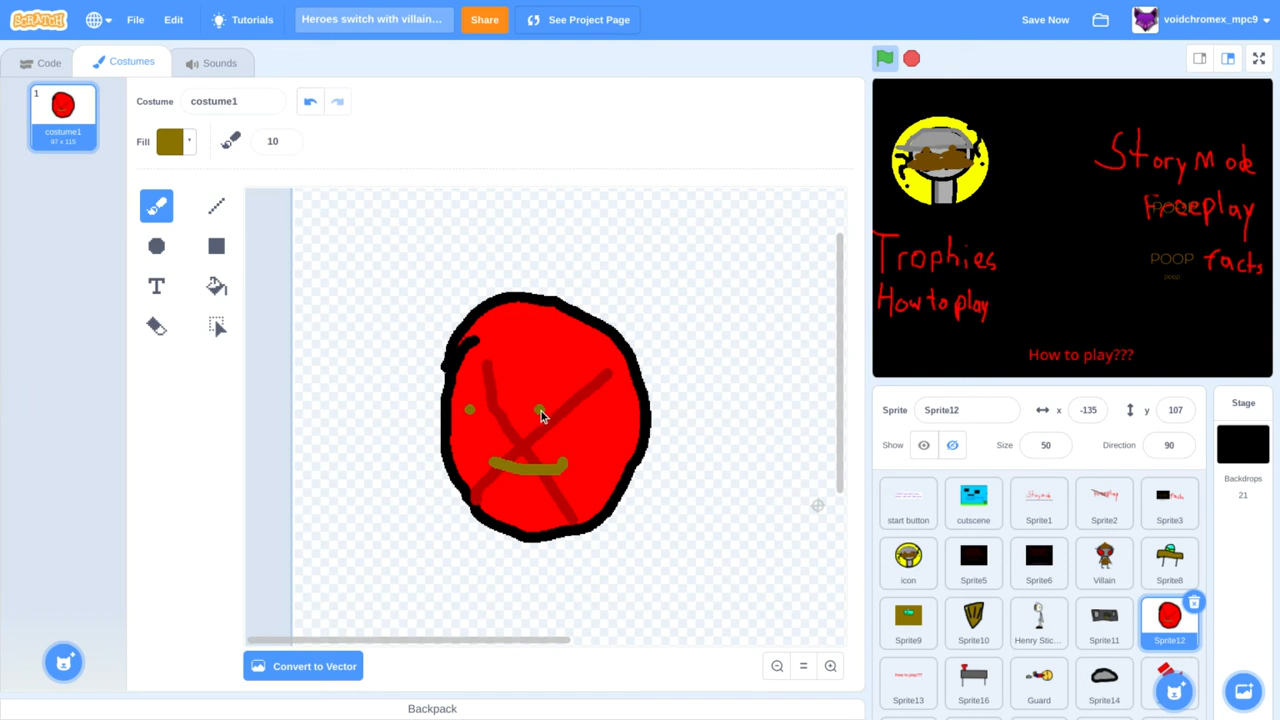 SCRATCH File Edit Tutorials Heroes switch with villain... Share See Project Page Save Now voidchromex_mpc9
Code Costumes Sounds
1
costume1
97 x 115
Costume costume1
Fill 10
Convert to Vector
Backpack
Story Mode
Freeplay
POOP facts
Trophies
How to play
How to play???
Sprite Sprite12 x -135 y 107
Show Size 50 Direction 90
Stage
Backdrops
21
start button cutscene Sprite1 Sprite2 Sprite3
icon Sprite5 Sprite6 Villain Sprite8
Sprite9 Sprite10 Henry Stic... Sprite11 Sprite12
Sprite13 Sprite16 Guard Sprite14